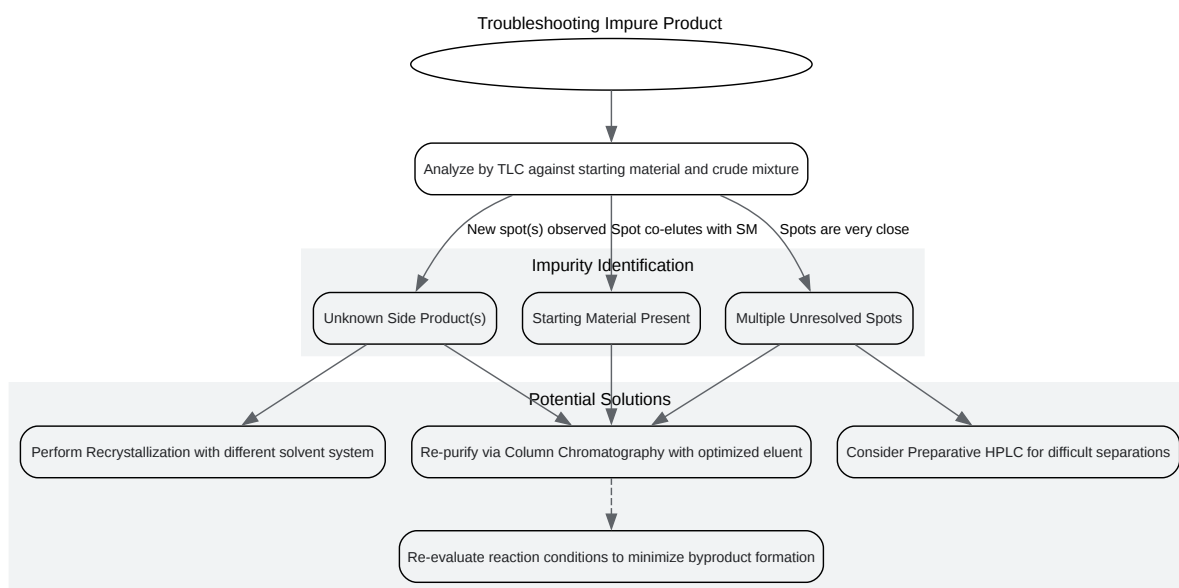 Troubleshooting Impure Product
Analyze by TLC against starting material and crude mixture
New spot(s) observed
Spot co-elutes with SM
Spots are very close
Impurity Identification
Unknown Side Product(s)
Starting Material Present
Multiple Unresolved Spots
Potential Solutions
Perform Recrystallization with different solvent system
Re-purify via Column Chromatography with optimized eluent
Consider Preparative HPLC for difficult separations
Re-evaluate reaction conditions to minimize byproduct formation